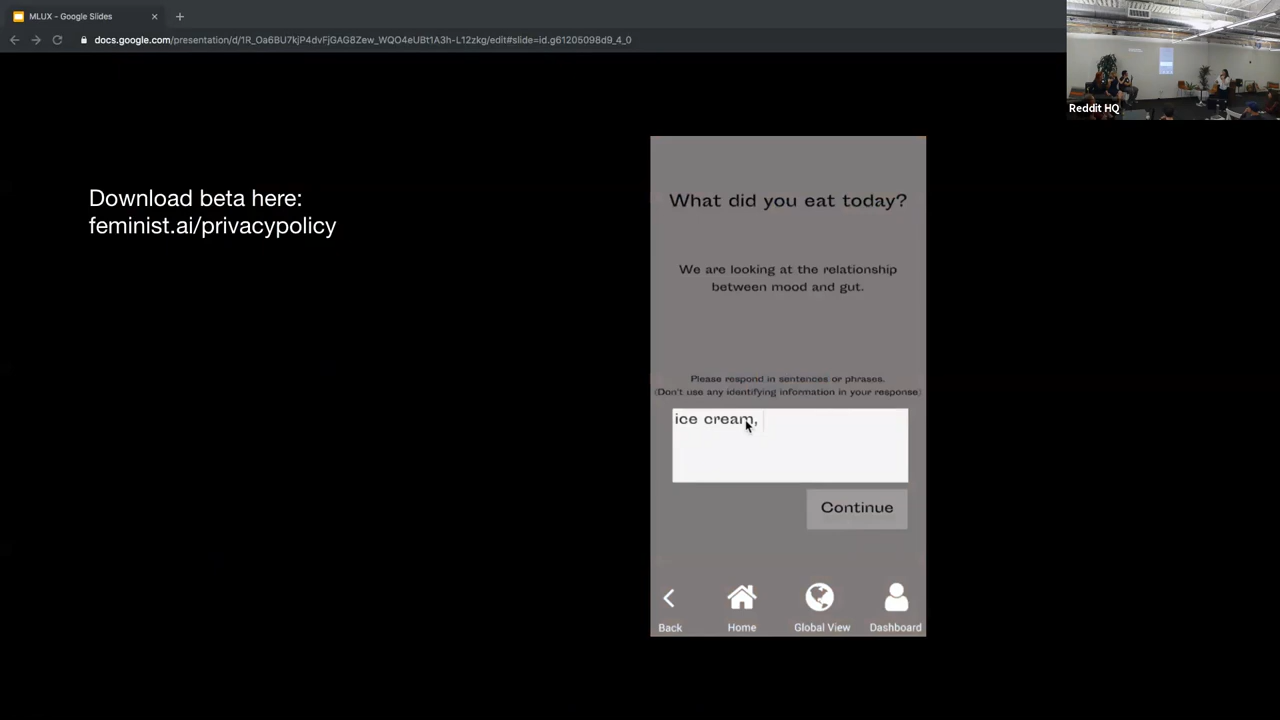 MLUX - Google Slides
docs.google.com/presentation/d/1R_Oa6BU7kjP4dvFjGAG8Zew_WQO4eUBt1A3h-L12zkg/edit#slide=id.g61205098d9_4_0
Reddit HQ
Download beta here:
feminist.ai/privacypolicy
What did you eat today?
We are looking at the relationship
between mood and gut.
Please respond in sentences or phrases.
(Don't use any identifying information in your response)
ice cream,
Continue
Back
Home
Global View
Dashboard